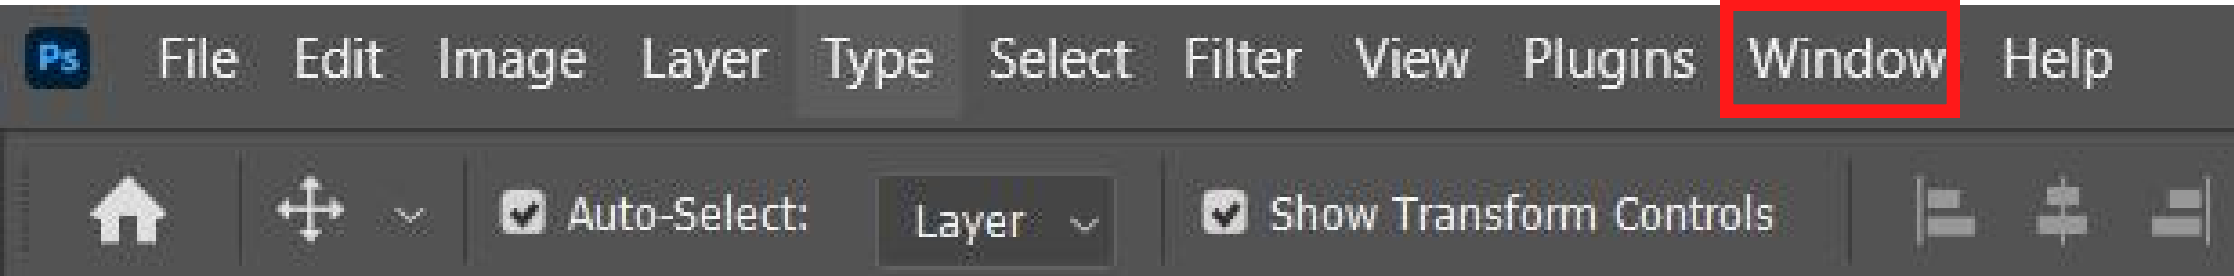 Ps File Edit Image Layer Type Select Filter View Plugins Window Help
Auto-Select: Layer Show Transform Controls